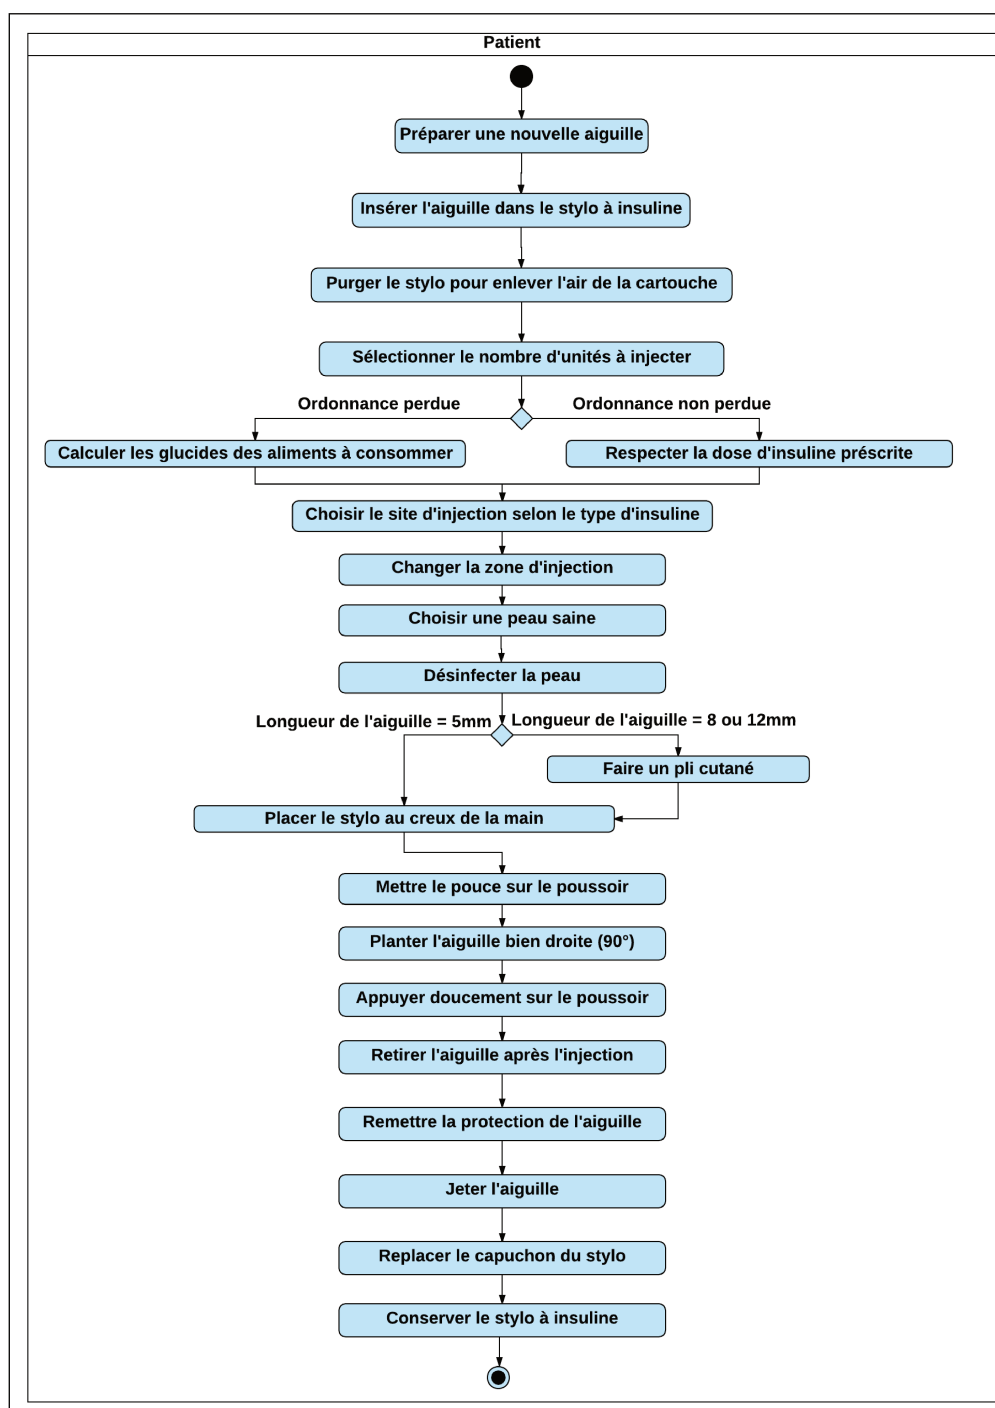 Patient
Préparer une nouvelle aiguille
Insérer l'aiguille dans le stylo à insuline
Purger le stylo pour enlever l'air de la cartouche
Sélectionner le nombre d'unités à injecter
Ordonnance perdue
Ordonnance non perdue
Calculer les glucides des aliments à consommer
Respecter la dose d'insuline préscrite
Choisir le site d'injection selon le type d'insuline
Changer la zone d'injection
Choisir une peau saine
Désinfecter la peau
Longueur de l'aiguille = 5mm
Longueur de l'aiguille = 8 ou 12mm
Faire un pli cutané
Placer le stylo au creux de la main
Mettre le pouce sur le poussoir
Planter l'aiguille bien droite (90°)
Appuyer doucement sur le poussoir
Retirer l'aiguille après l'injection
Remettre la protection de l'aiguille
Jeter l'aiguille
Replacer le capuchon du stylo
Conserver le stylo à insuline